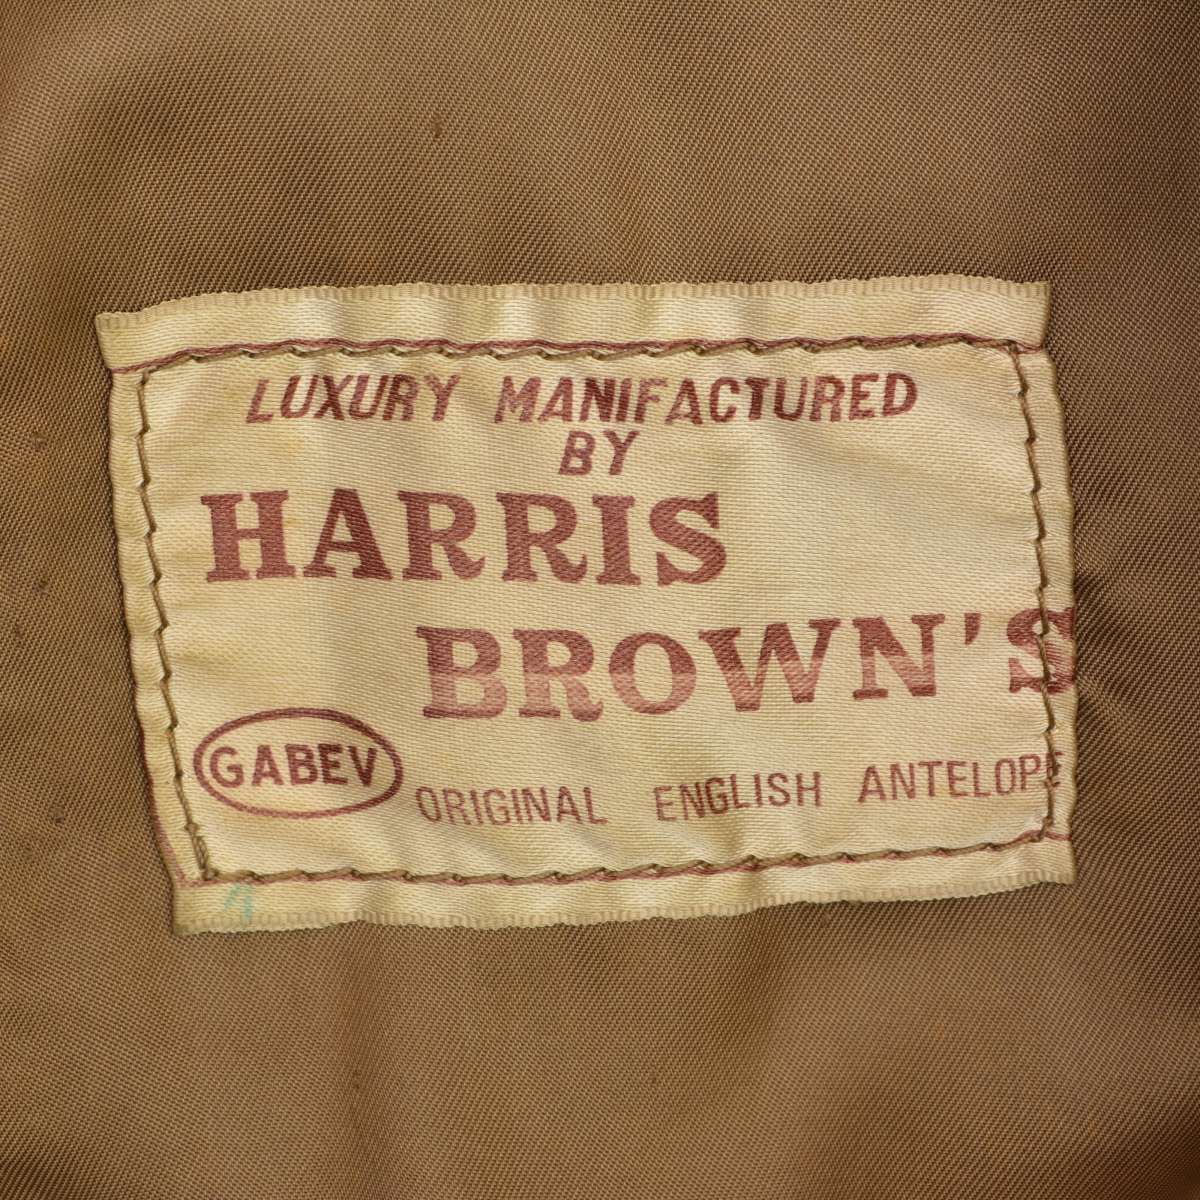 LUXURY MANIFACTURED
BY
HARRIS
BROWN'S
GABEV
ORIGINAL ENGLISH ANTELOPE